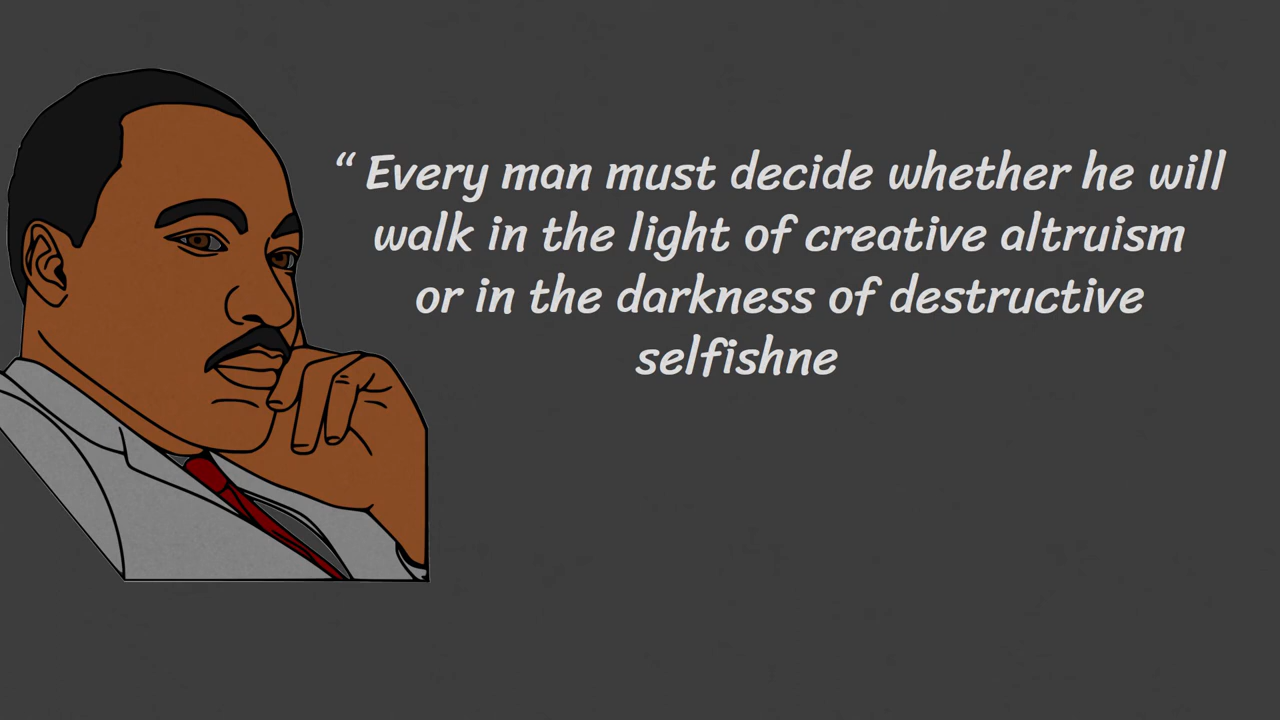 “ Every man must decide whether he will
walk in the light of creative altruism
or in the darkness of destructive
selfishne